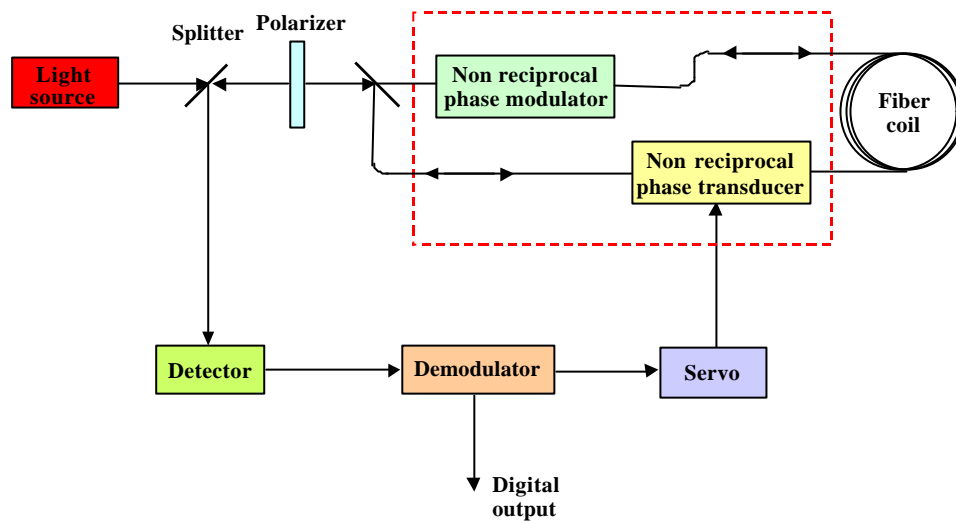 Splitter
Polarizer
Light
source
Non reciprocal
phase modulator
Fiber
coil
Non reciprocal
phase transducer
Detector
Demodulator
Servo
Digital
output